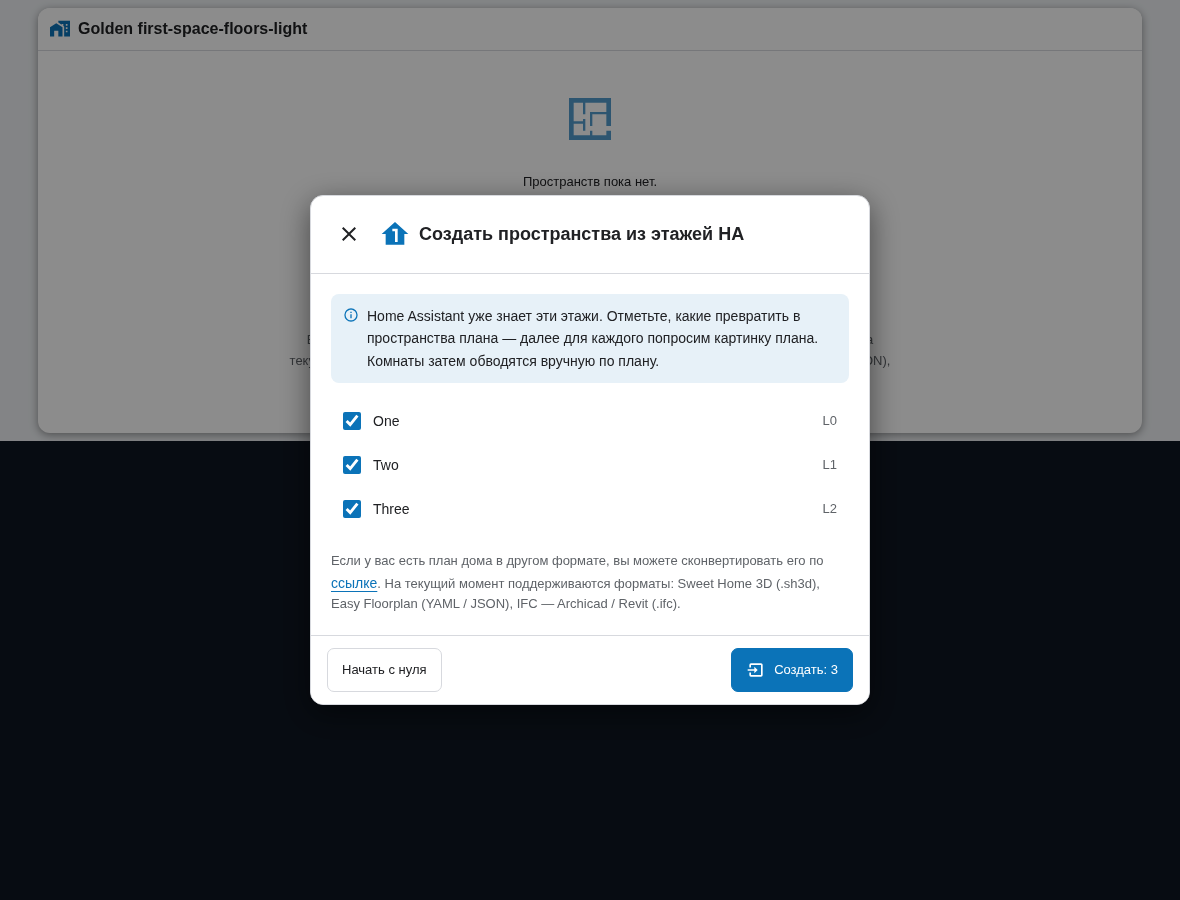 Golden first-space-floors-light
Пространств пока нет.
Создать пространства из этажей HA
Home Assistant уже знает эти этажи. Отметьте, какие превратить в
пространства плана — далее для каждого попросим картинку плана.
Комнаты затем обводятся вручную по плану.
One L0
Two L1
Three L2
Если у вас есть план дома в другом формате, вы можете сконвертировать его по
ссылке. На текущий момент поддерживаются форматы: Sweet Home 3D (.sh3d),
Easy Floorplan (YAML / JSON), IFC — Archicad / Revit (.ifc).
Начать с нуля
Создать: 3